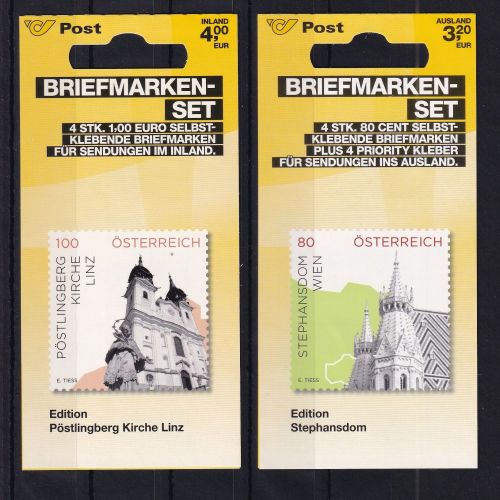 Post
INLAND
4,00
EUR
BRIEFMARKEN-
SET
4 STK. 1,00 EURO SELBST-
KLEBENDE BRIEFMARKEN
FÜR SENDUNGEN IM INLAND.
100 ÖSTERREICH
PÖSTLINGBERG
KIRCHE
LINZ
E. TIESS
Edition
Pöstlingberg Kirche Linz
Post
AUSLAND
3,20
EUR
BRIEFMARKEN-
SET
4 STK. 80 CENT SELBST-
KLEBENDE BRIEFMARKEN
PLUS 4 PRIORITY KLEBER
FÜR SENDUNGEN INS AUSLAND.
80 ÖSTERREICH
STEPHANSDOM
WIEN
E. TIESS
Edition
Stephansdom